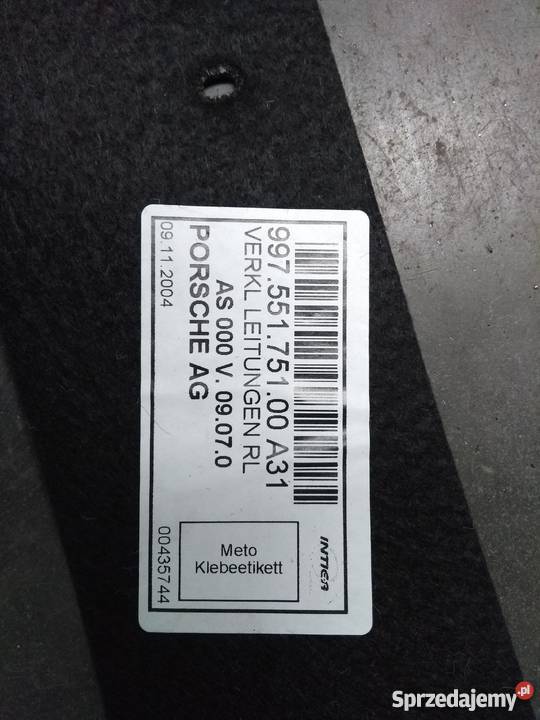 997.551.751.00 A31
VERKL LEITUNGEN RL
AS 000 V. 09.07.0
PORSCHE AG
09.11.2004
00435744
INTIER
Meto
Klebeetikett
Sprzedajemy.pl